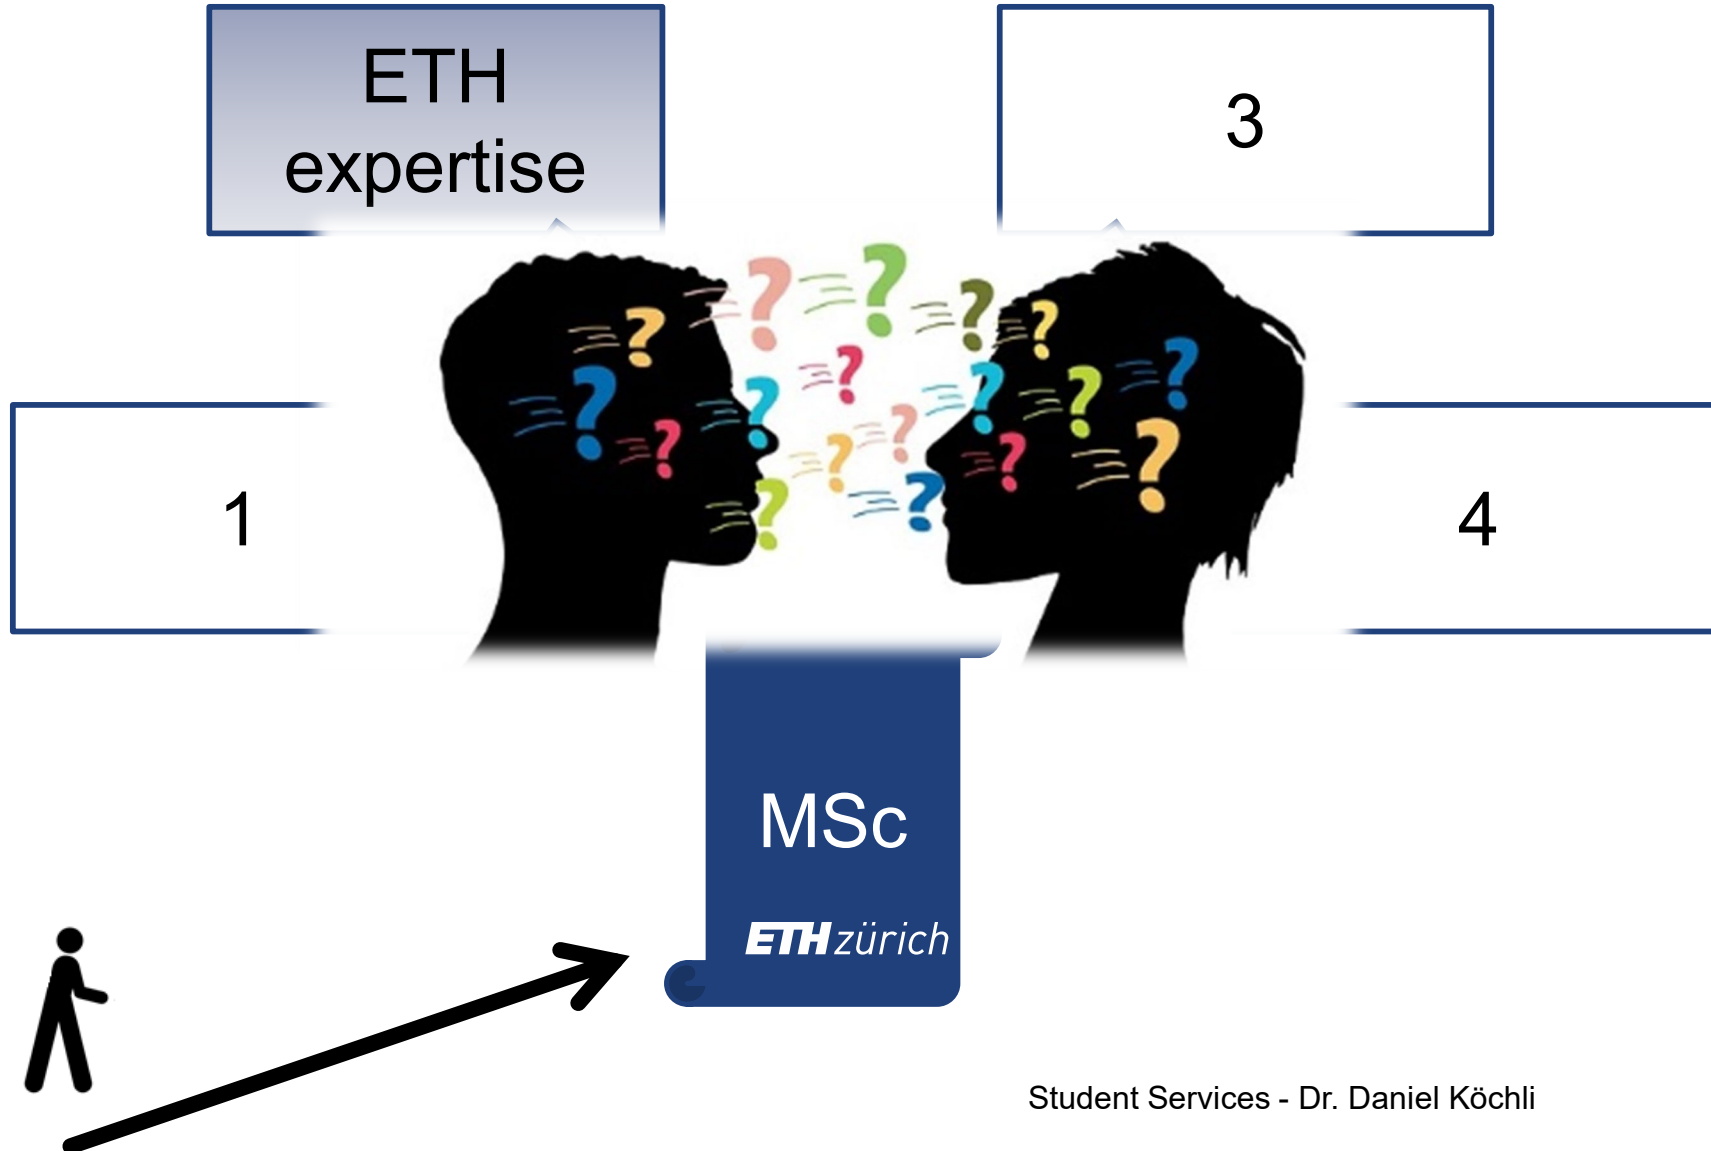 ETH
expertise
3
1
4
MSc
ETH zürich
Student Services - Dr. Daniel Köchli